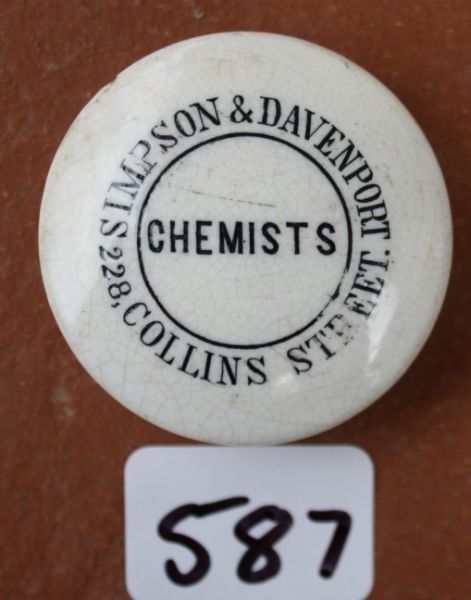 SIMPSON & DAVENPORT.
CHEMISTS
228, COLLINS STREET.
587